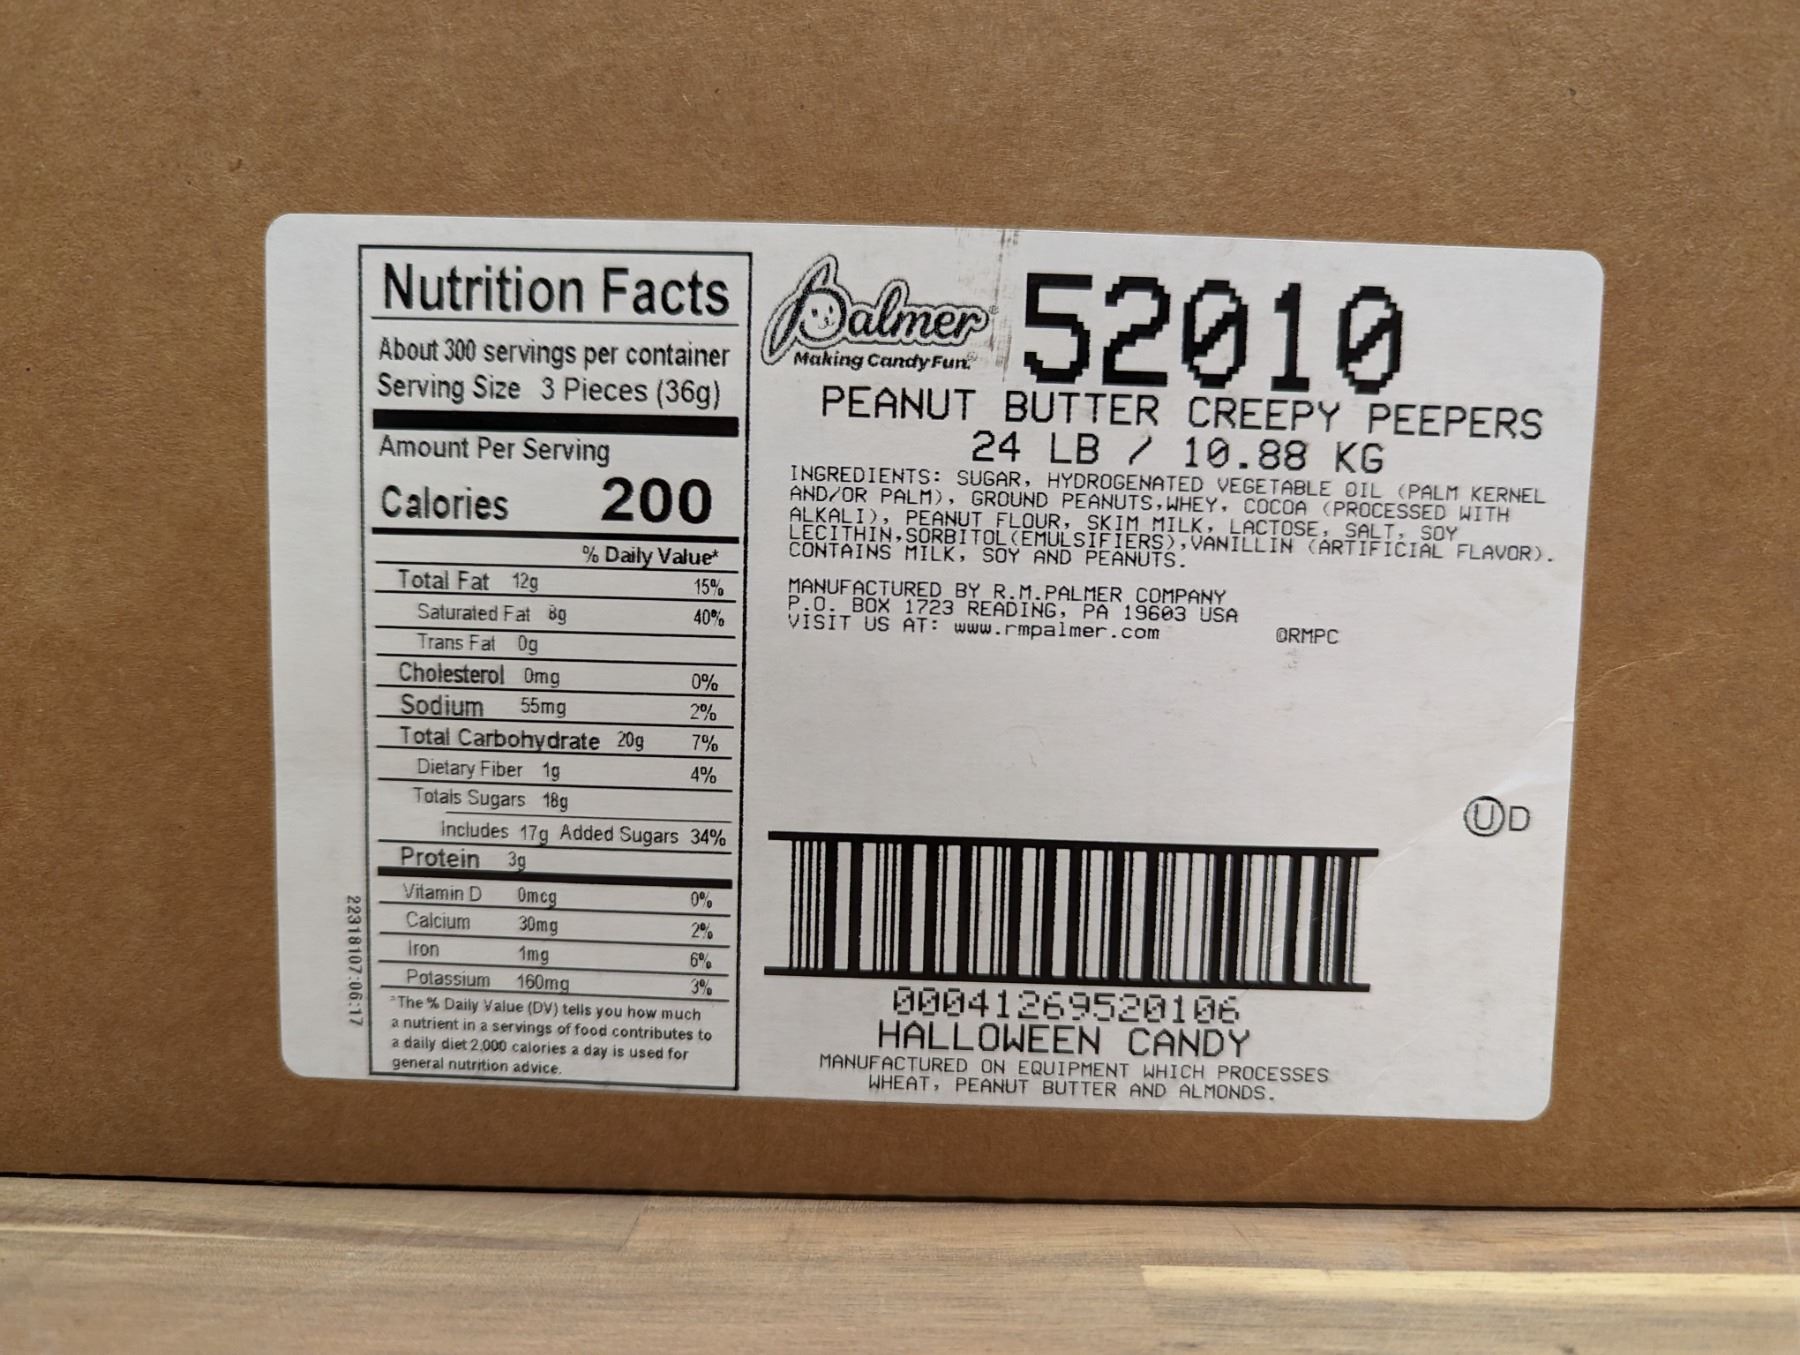 Nutrition Facts
About 300 servings per container
Serving Size 3 Pieces (36g)
Amount Per Serving
Calories 200
% Daily Value*
Total Fat 12g 15%
Saturated Fat 8g 40%
Trans Fat 0g
Cholesterol 0mg 0%
Sodium 55mg 2%
Total Carbohydrate 20g 7%
Dietary Fiber 1g 4%
Totals Sugars 18g
Includes 17g Added Sugars 34%
Protein 3g
Vitamin D 0mcg 0%
Calcium 30mg 2%
Iron 1mg 6%
Potassium 160mg 3%
*The % Daily Value (DV) tells you how much
a nutrient in a servings of food contributes to
a daily diet 2,000 calories a day is used for
general nutrition advice.
22318107:06:17
Palmer®
Making Candy Fun.®
52010
PEANUT BUTTER CREEPY PEEPERS
24 LB / 10.88 KG
INGREDIENTS: SUGAR, HYDROGENATED VEGETABLE OIL (PALM KERNEL
AND/OR PALM), GROUND PEANUTS,WHEY, COCOA (PROCESSED WITH
ALKALI), PEANUT FLOUR, SKIM MILK, LACTOSE, SALT, SOY
LECITHIN,SORBITOL(EMULSIFIERS),VANILLIN (ARTIFICIAL FLAVOR).
CONTAINS MILK, SOY AND PEANUTS.
MANUFACTURED BY R.M.PALMER COMPANY
P.O. BOX 1723 READING, PA 19603 USA
VISIT US AT: www.rmpalmer.com @RMPC
UD
00041269520106
HALLOWEEN CANDY
MANUFACTURED ON EQUIPMENT WHICH PROCESSES
WHEAT, PEANUT BUTTER AND ALMONDS.